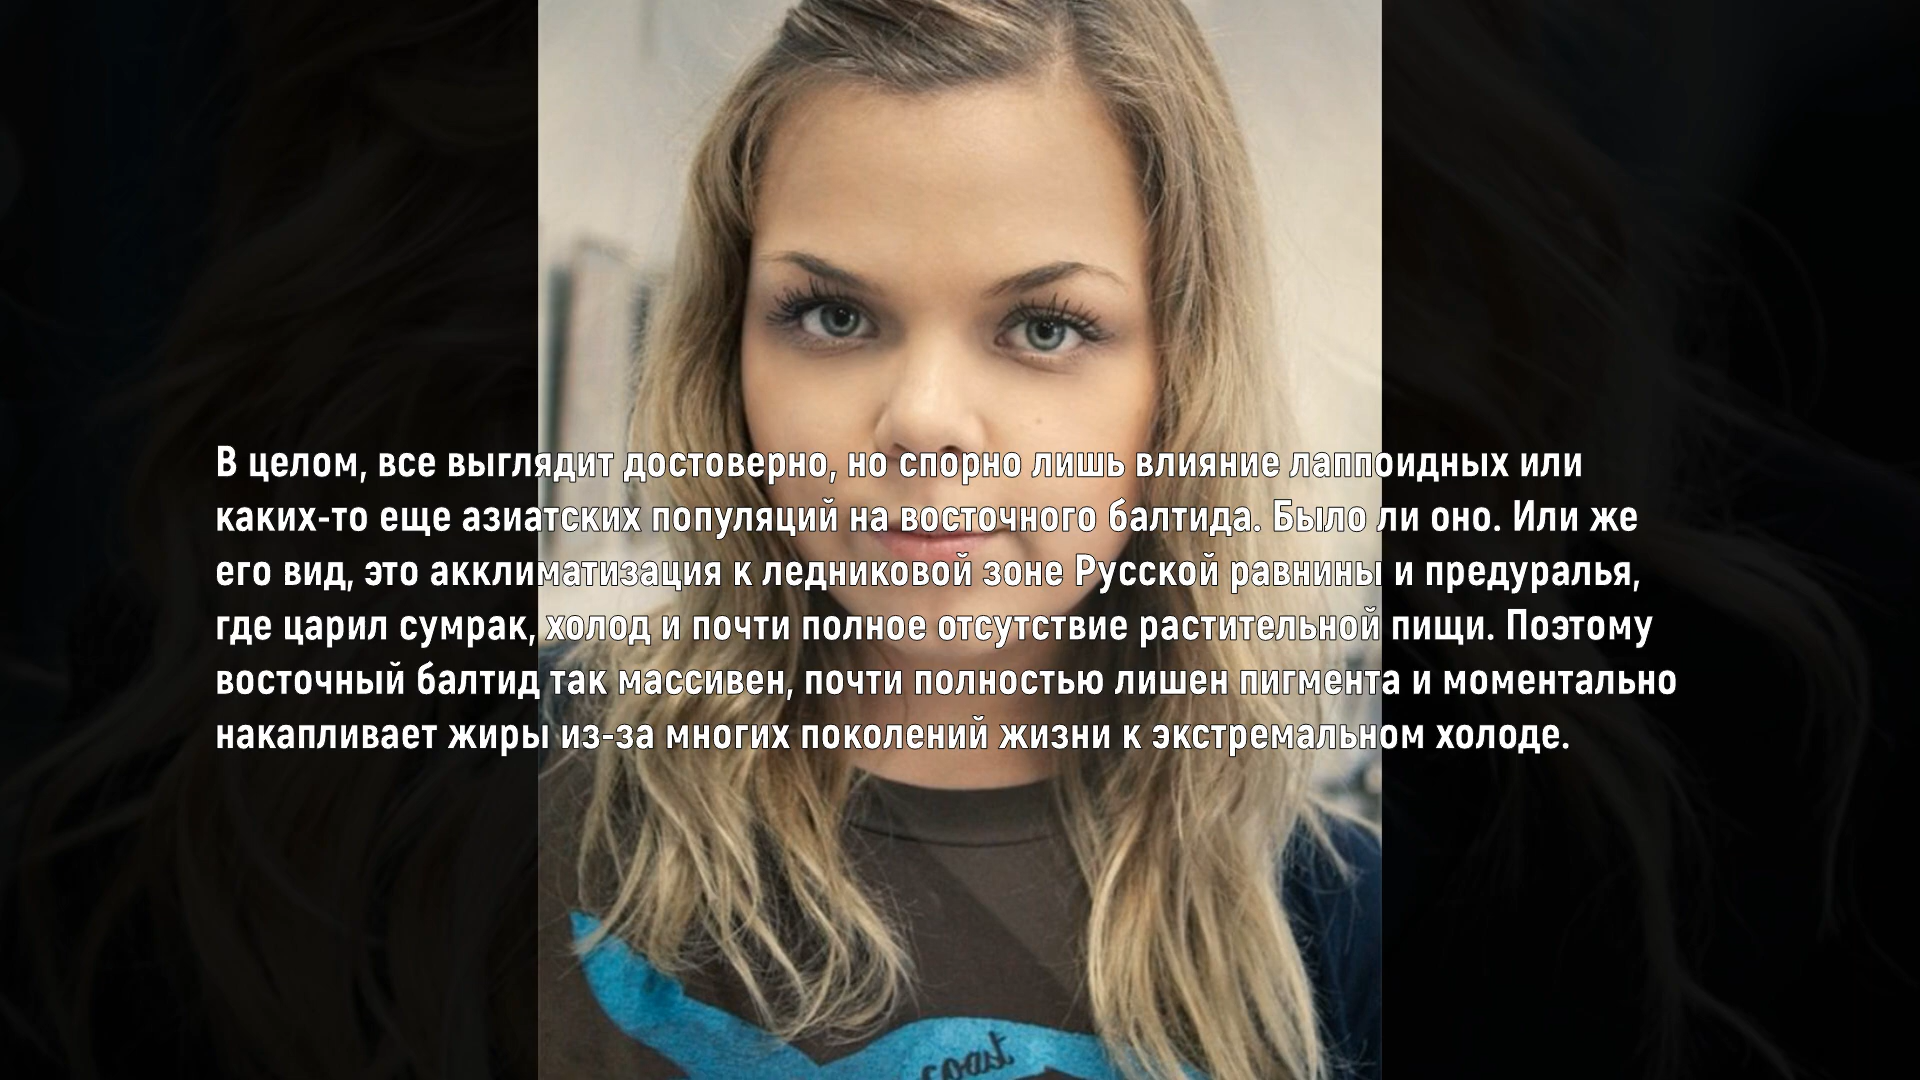 В целом, все выглядит достоверно, но спорно лишь влияние лаппоидных или
каких-то еще азиатских популяций на восточного балтида. Было ли оно. Или же
его вид, это акклиматизация к ледниковой зоне Русской равнины и предуралья,
где царил сумрак, холод и почти полное отсутствие растительной пищи. Поэтому
восточный балтид так массивен, почти полностью лишен пигмента и моментально
накапливает жиры из-за многих поколений жизни к экстремальном холоде.